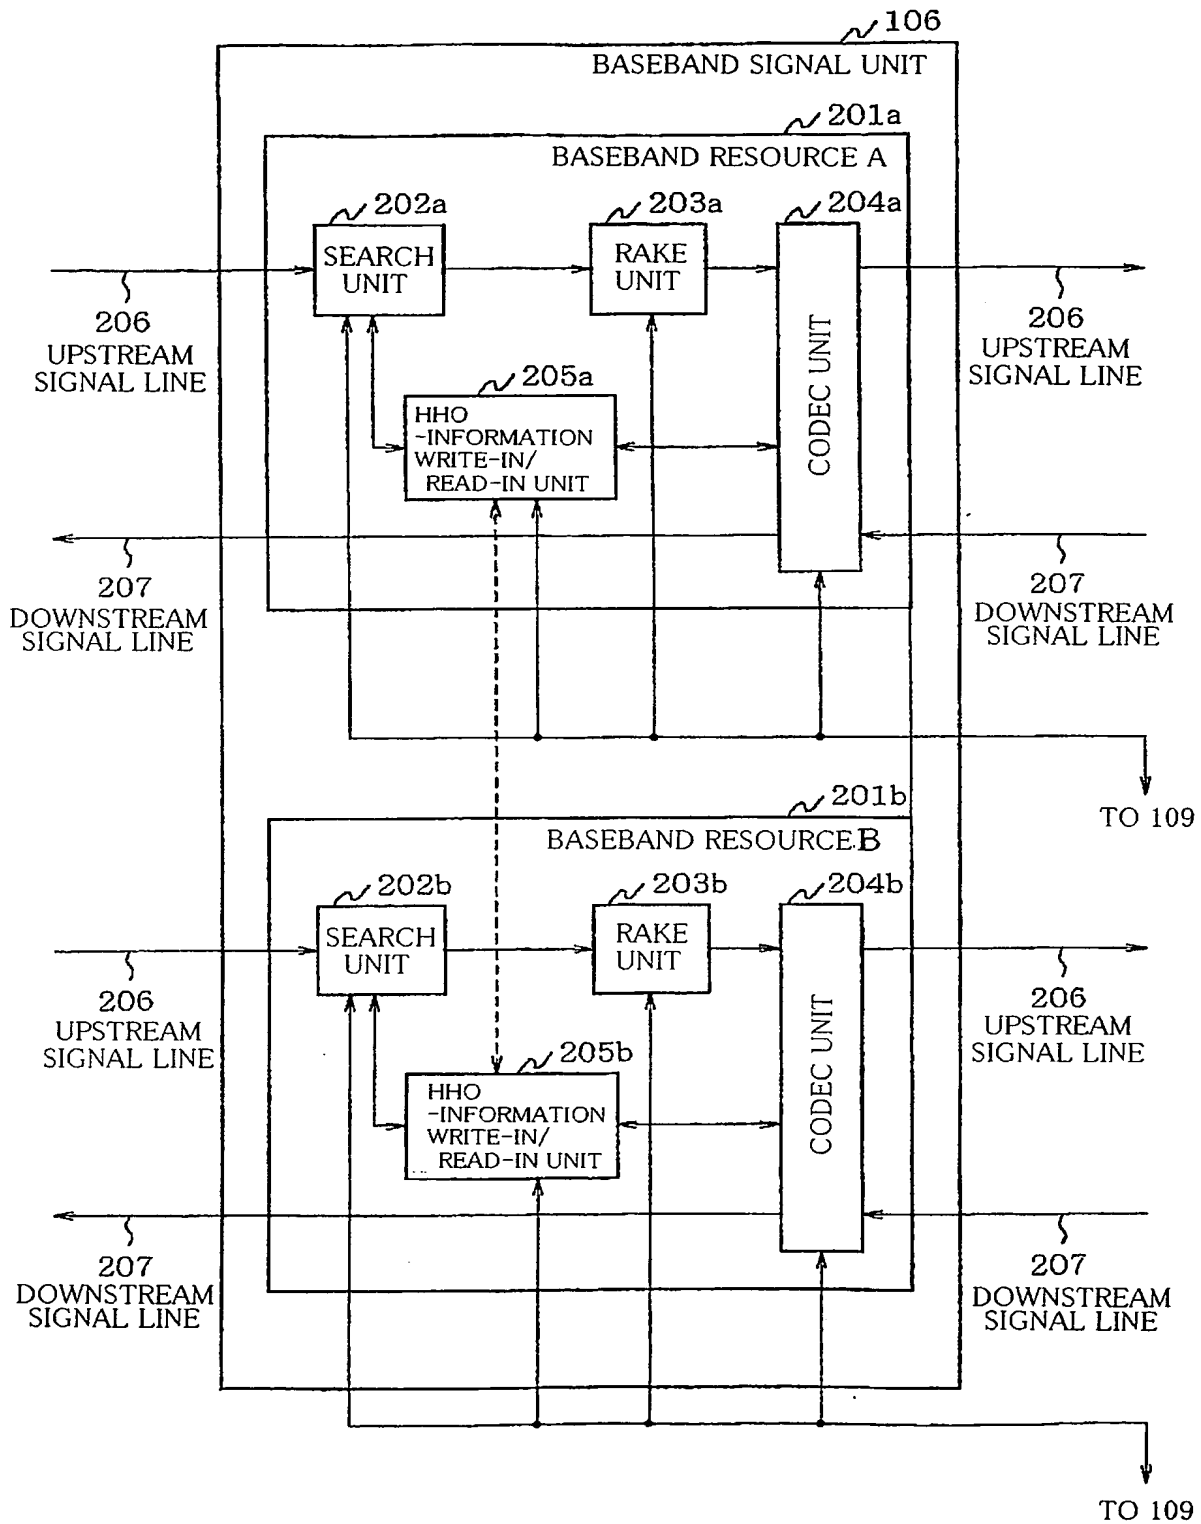 106
BASEBAND SIGNAL UNIT
201a
BASEBAND RESOURCE A
202a
203a
204a
SEARCH
UNIT
RAKE
UNIT
CODEC UNIT
206
UPSTREAM
SIGNAL LINE
206
UPSTREAM
SIGNAL LINE
205a
HHO
-INFORMATION
WRITE-IN/
READ-IN UNIT
207
DOWNSTREAM
SIGNAL LINE
207
DOWNSTREAM
SIGNAL LINE
TO 109
201b
BASEBAND RESOURCE.B
202b
203b
204b
SEARCH
UNIT
RAKE
UNIT
CODEC UNIT
206
UPSTREAM
SIGNAL LINE
206
UPSTREAM
SIGNAL LINE
205b
HHO
-INFORMATION
WRITE-IN/
READ-IN UNIT
207
DOWNSTREAM
SIGNAL LINE
207
DOWNSTREAM
SIGNAL LINE
TO 109